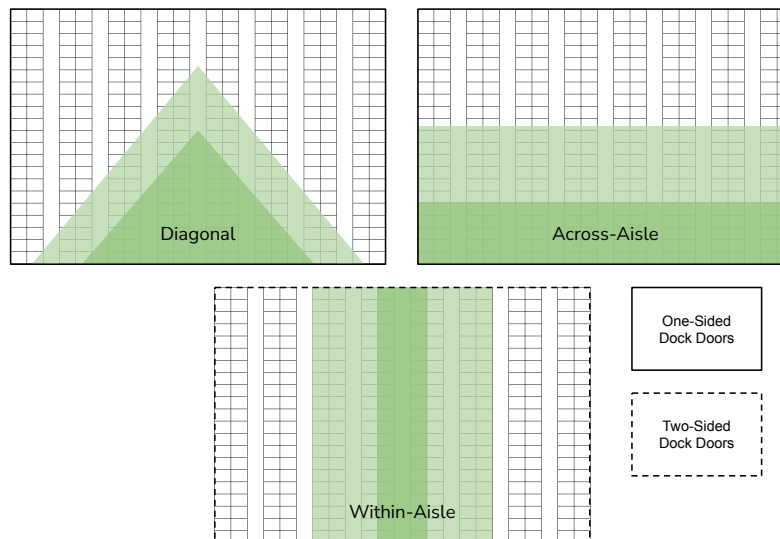 Diagonal
Across-Aisle
Within-Aisle
One-Sided
Dock Doors
Two-Sided
Dock Doors